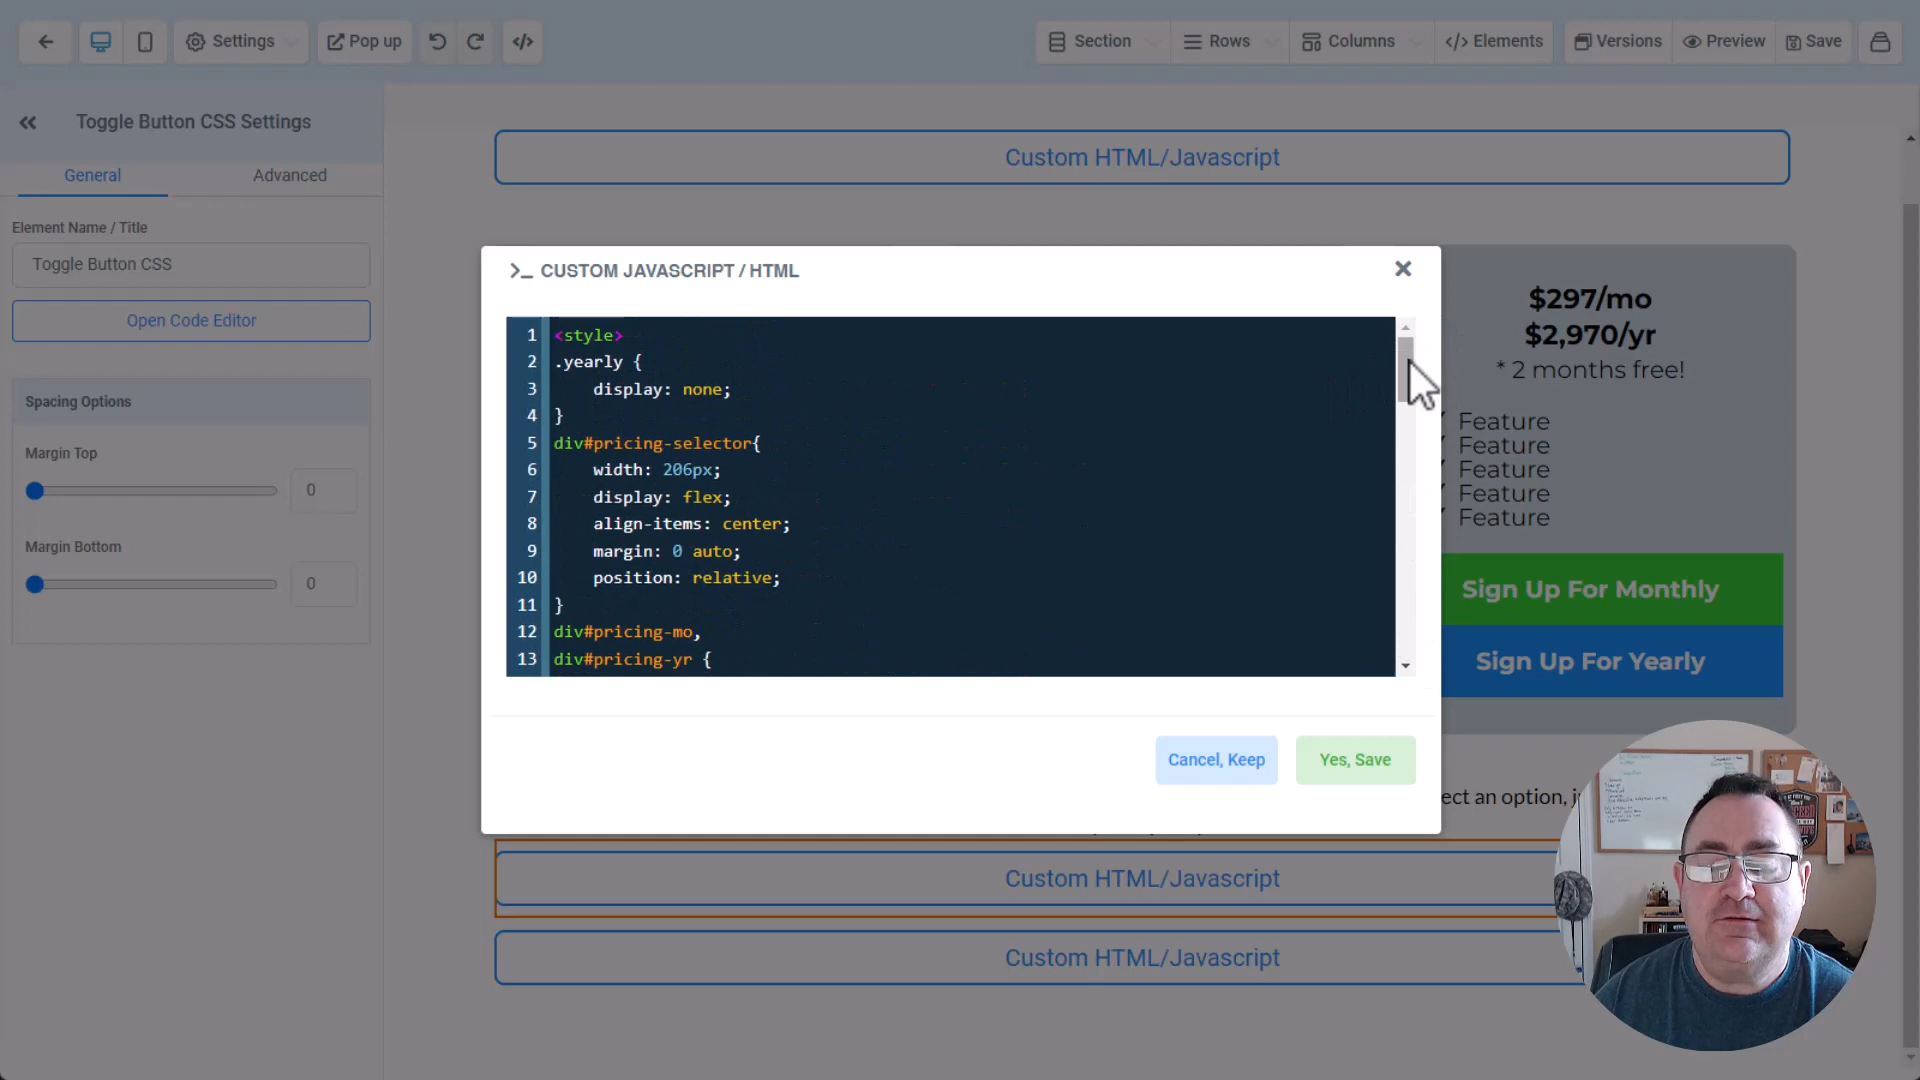 Settings
Pop up
</>
Section
Rows
Columns
</> Elements
Versions
Preview
Save
Toggle Button CSS Settings
General
Advanced
Element Name / Title
Toggle Button CSS
Open Code Editor
Spacing Options
Margin Top
0
Margin Bottom
0
Custom HTML/Javascript
>_ CUSTOM JAVASCRIPT / HTML
1 <style>
2 .yearly {
3 display: none;
4 }
5 div#pricing-selector{
6 width: 206px;
7 display: flex;
8 align-items: center;
9 margin: 0 auto;
10 position: relative;
11 }
12 div#pricing-mo,
13 div#pricing-yr {
Cancel, Keep
Yes, Save
$297/mo
$2,970/yr
* 2 months free!
Feature
Feature
Feature
Feature
Feature
Sign Up For Monthly
Sign Up For Yearly
ect an option,
Custom HTML/Javascript
Custom HTML/Javascript